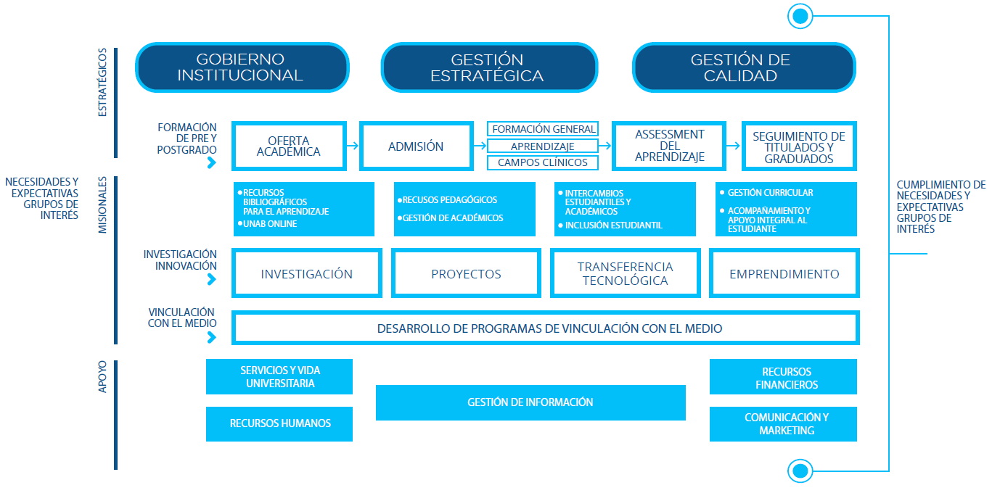 ESTRATÉGICOS
GOBIERNO
INSTITUCIONAL
GESTIÓN
ESTRATÉGICA
GESTIÓN DE
CALIDAD
FORMACIÓN
DE PRE Y
POSTGRADO
OFERTA
ACADÉMICA
ADMISIÓN
FORMACIÓN GENERAL
APRENDIZAJE
CAMPOS CLÍNICOS
ASSESSMENT
DEL
APRENDIZAJE
SEGUIMIENTO DE
TITULADOS Y
GRADUADOS
NECESIDADES Y
EXPECTATIVAS
GRUPOS DE
INTERÉS
MISIONALES
•RECURSOS
BIBLIOGRÁFICOS
PARA EL APRENDIZAJE
•UNAB ONLINE
•RECUSOS PEDAGÓGICOS
•GESTIÓN DE ACADÉMICOS
• INTERCAMBIOS
ESTUDIANTILES Y
ACADÉMICOS
• INCLUSIÓN ESTUDIANTIL
• GESTIÓN CURRICULAR
• ACOMPAÑAMIENTO Y
APOYO INTEGRAL AL
ESTUDIANTE
CUMPLIMIENTO DE
NECESIDADES Y
EXPECTATIVAS
GRUPOS DE
INTERÉS
INVESTIGACIÓN
INNOVACIÓN
INVESTIGACIÓN
PROYECTOS
TRANSFERENCIA
TECNOLÓGICA
EMPRENDIMIENTO
VINCULACIÓN
CON EL MEDIO
DESARROLLO DE PROGRAMAS DE VINCULACIÓN CON EL MEDIO
APOYO
SERVICIOS Y VIDA
UNIVERSITARIA
RECURSOS HUMANOS
GESTIÓN DE INFORMACIÓN
RECURSOS
FINANCIEROS
COMUNICACIÓN Y
MARKETING